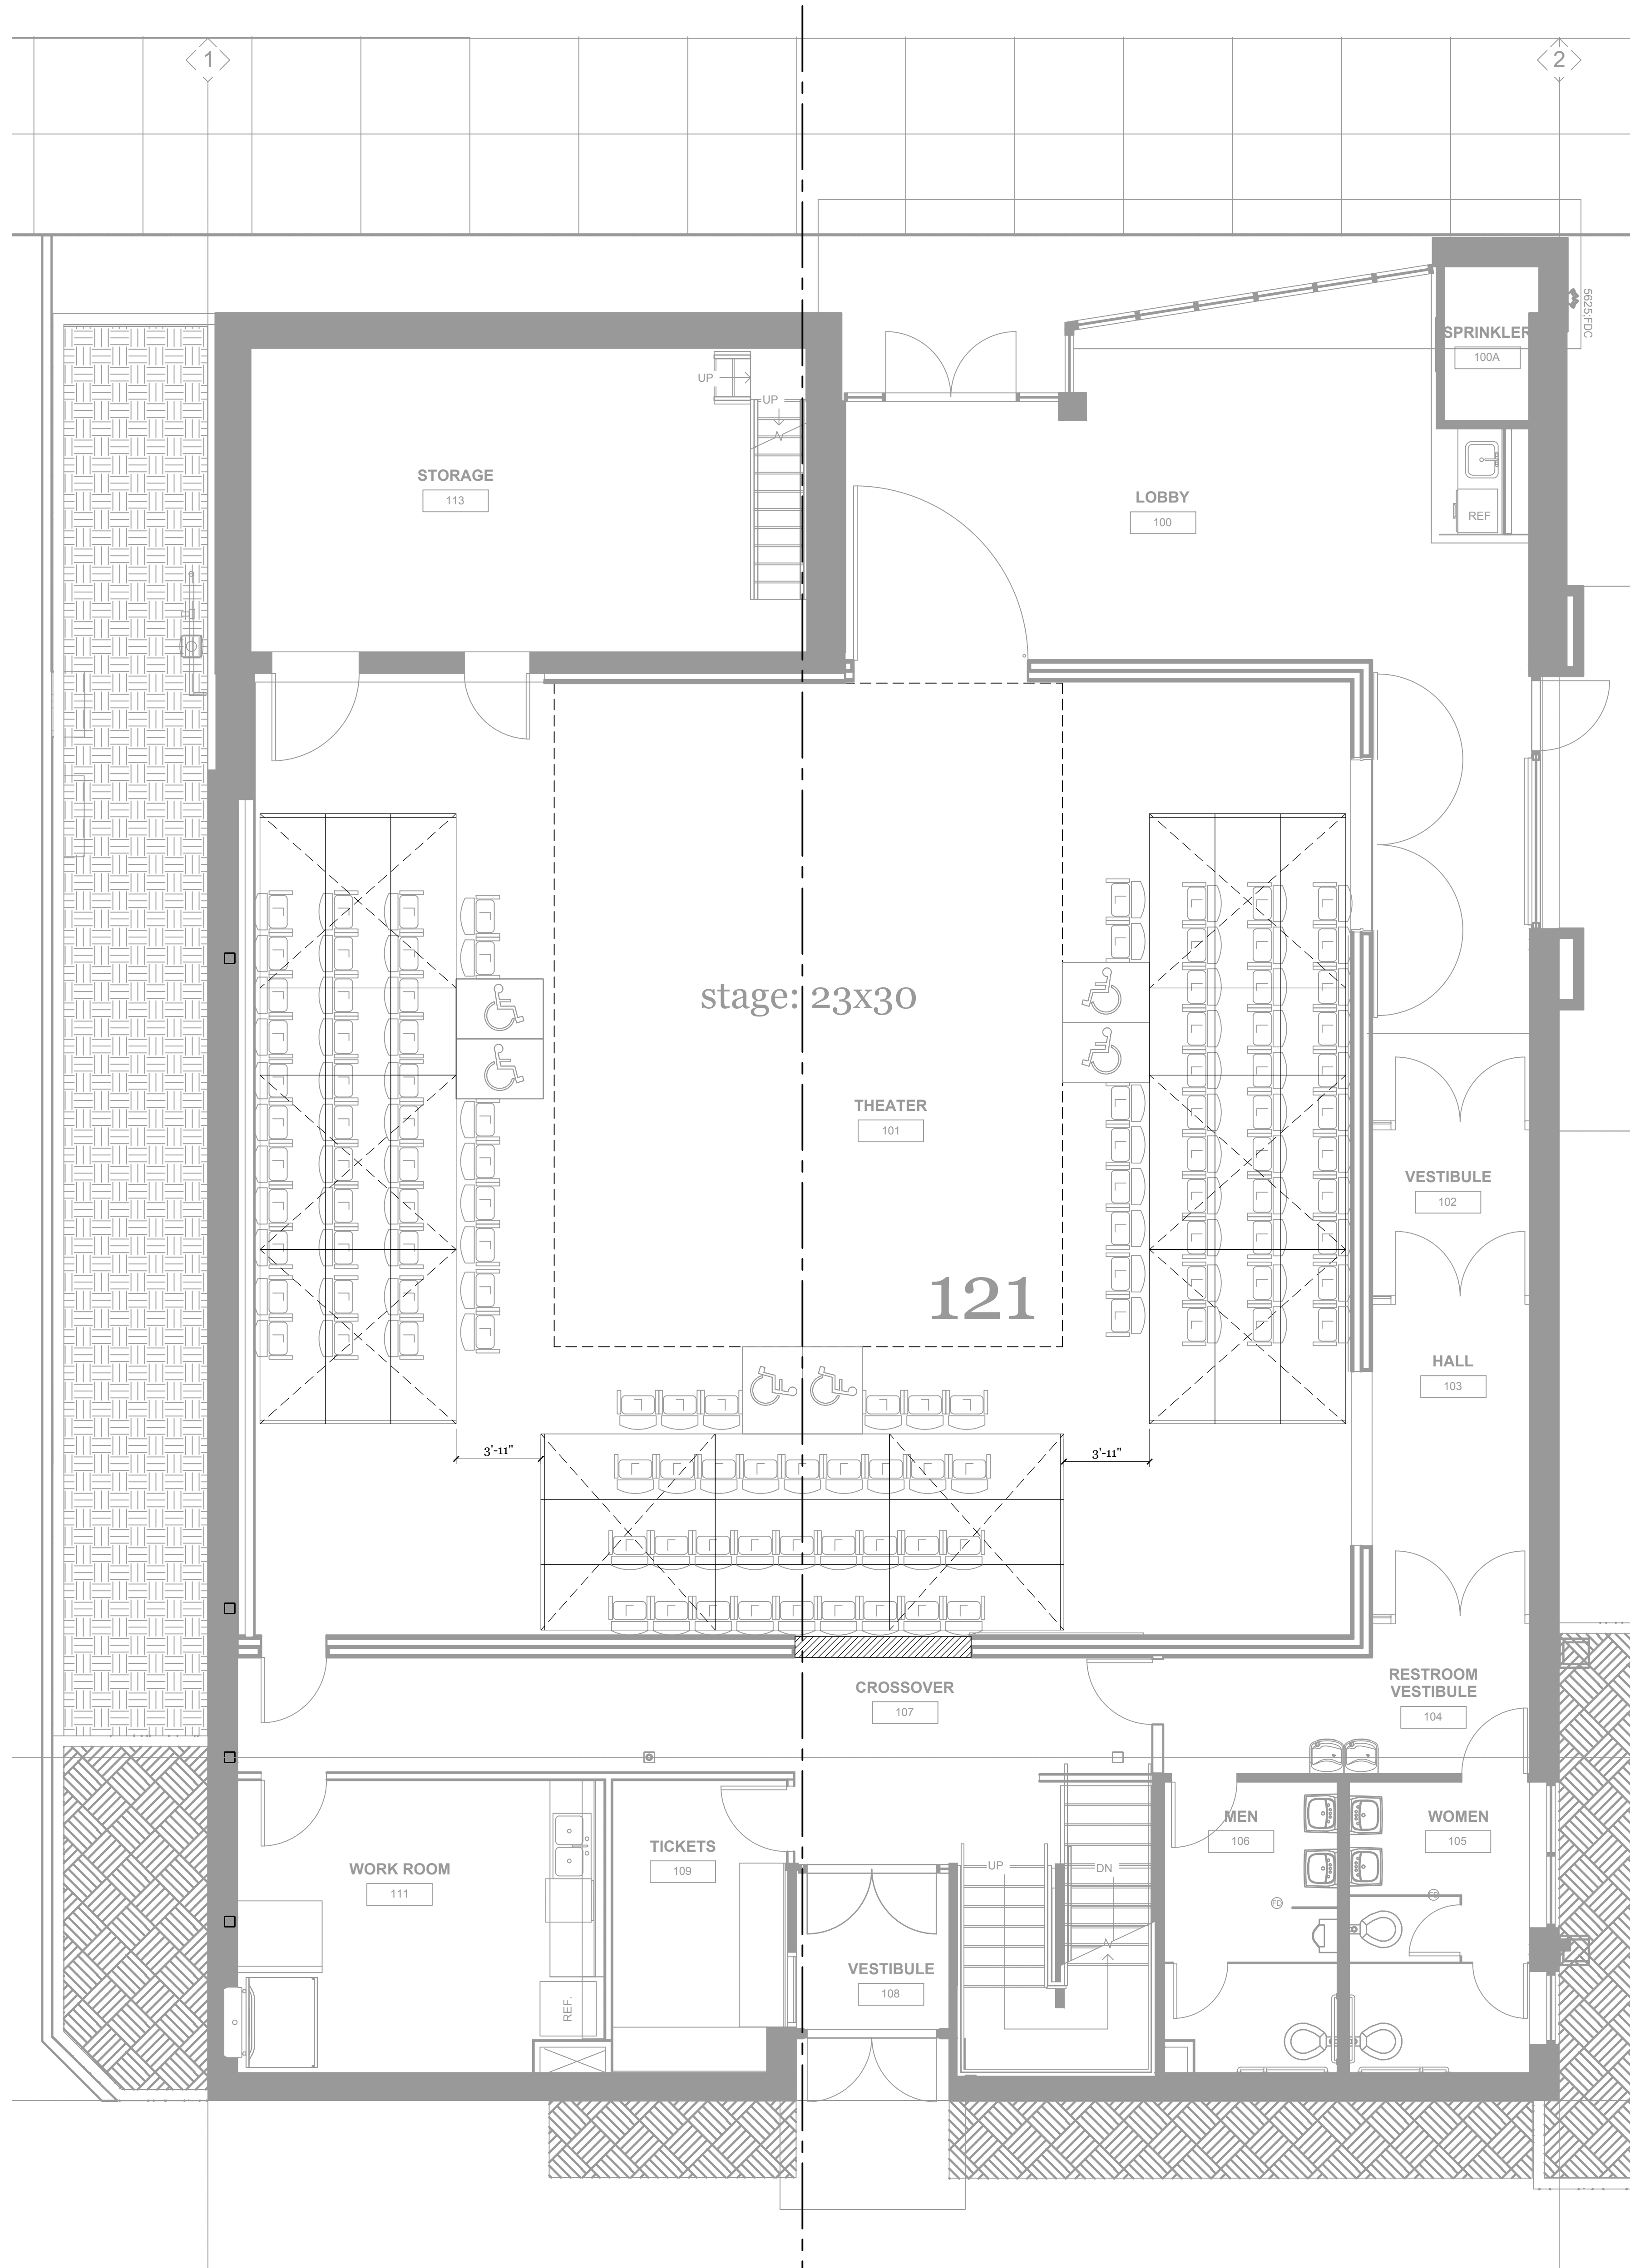 1
2
5625;FDC
SPRINKLER
100A
UP
UP
STORAGE
113
LOBBY
100
REF
stage: 23x30
THEATER
101
VESTIBULE
102
121
HALL
103
3'-11"
3'-11"
CROSSOVER
107
RESTROOM
VESTIBULE
104
WORK ROOM
111
TICKETS
109
UP
DN
MEN
106
WOMEN
105
FD
VESTIBULE
108
REF.